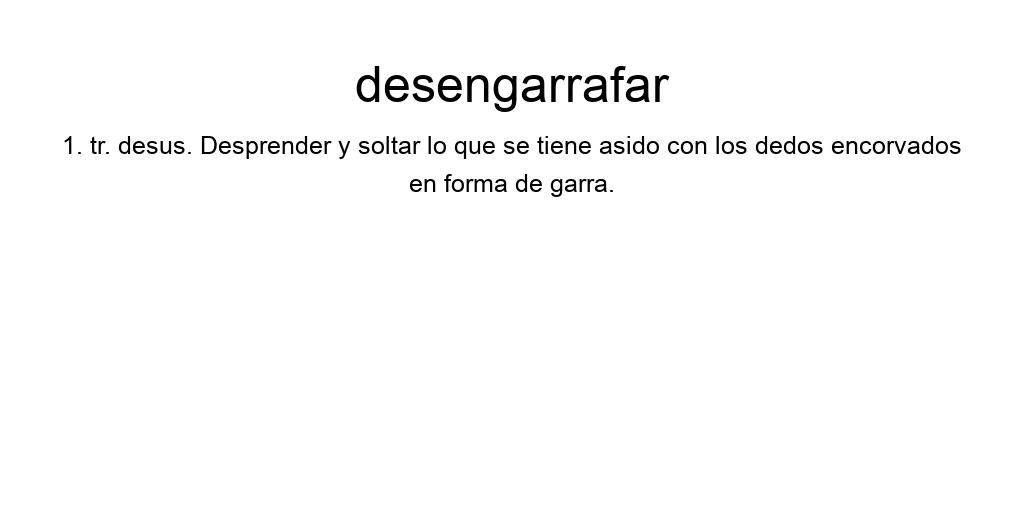 desengarrafar
1. tr. desus. Desprender y soltar lo que se tiene asido con los dedos encorvados
en forma de garra.